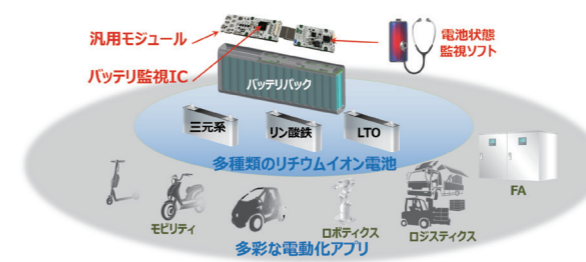 汎用モジュール
電池状態
監視ソフト
バッテリ監視IC
バッテリパック
三元系
リン酸鉄
LTO
多種類のリチウムイオン電池
FA
モビリティ
ロボティクス
ロジスティクス
多彩な電動化アプリ